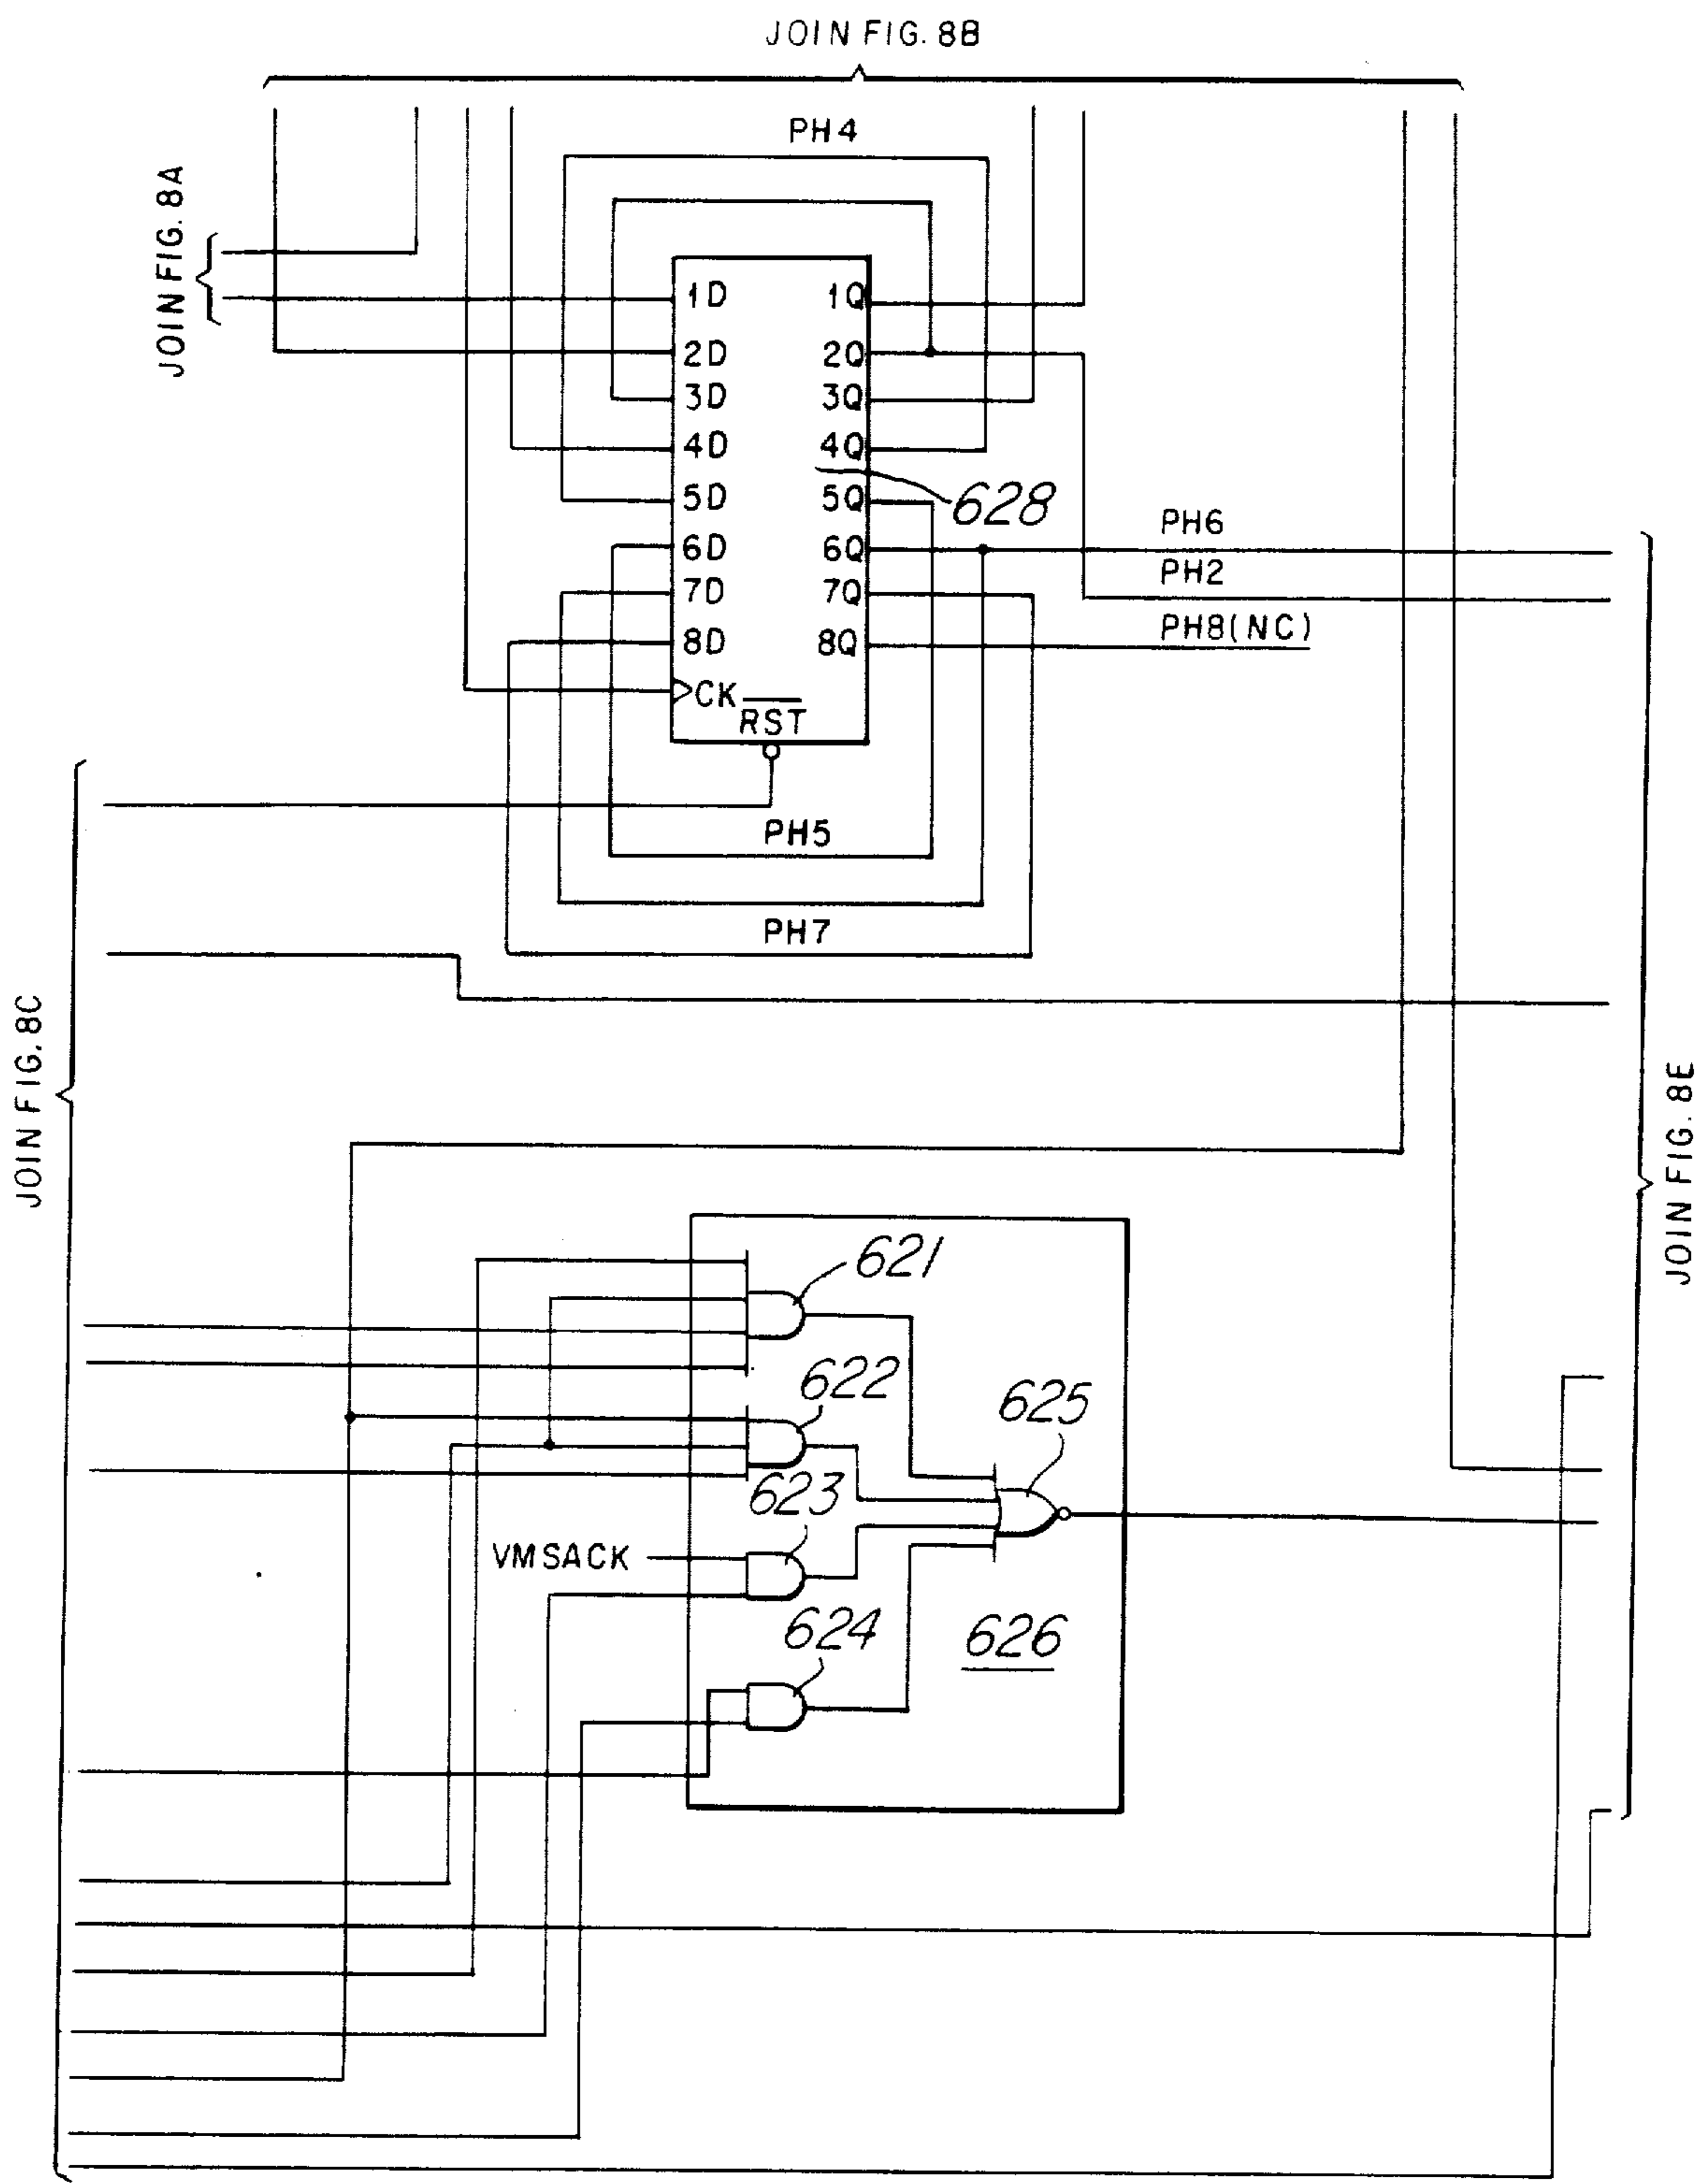 JOIN FIG. 8B
JOIN FIG. 8A
PH4
1D 1Q
2D 2Q
3D 3Q
4D 4Q
5D 5Q
628
6D 6Q
7D 7Q
8D 8Q
CK
RST
PH6
PH2
PH8(NC)
PH5
PH7
JOIN FIG. 8C
JOIN FIG. 8E
621
622
625
623
VMSACK
624
626